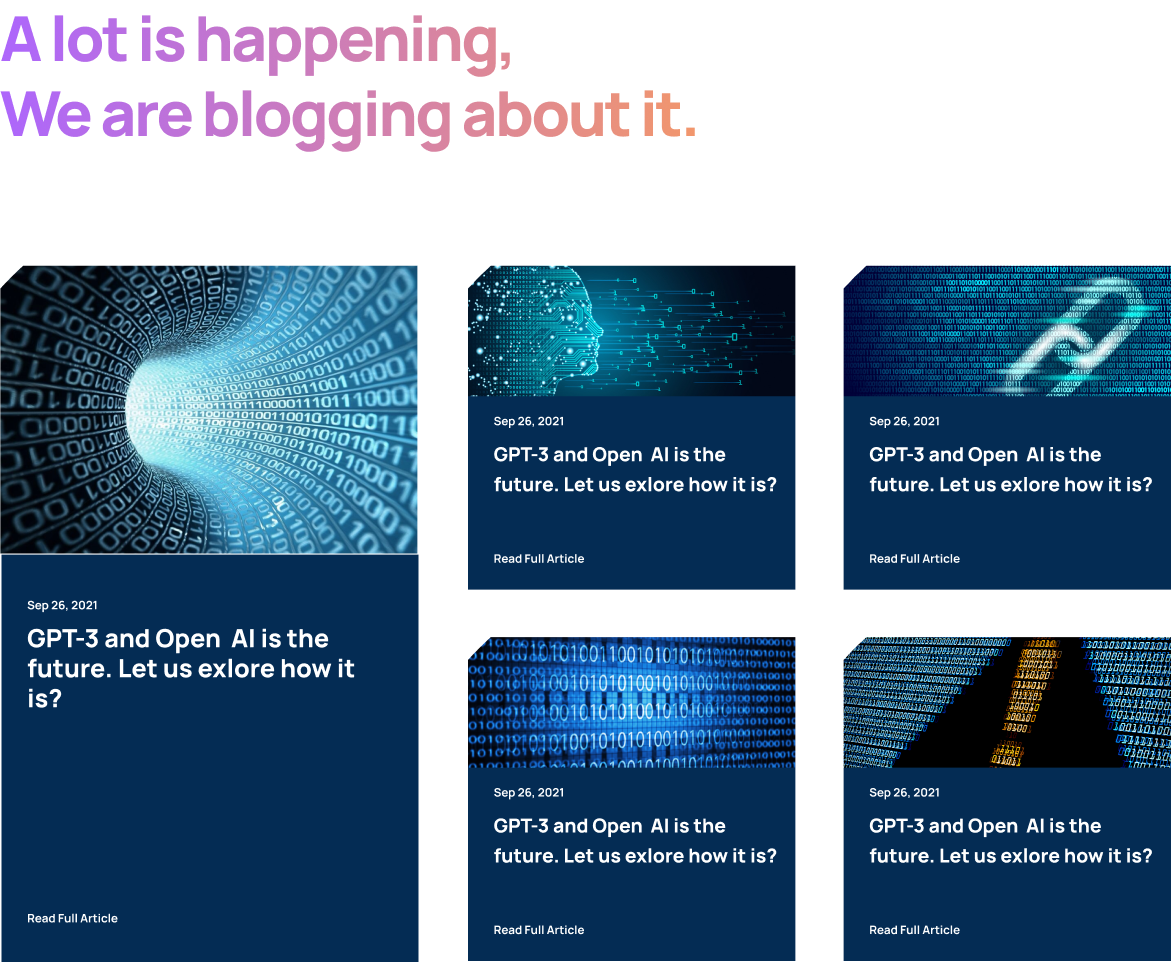 A lot is happening,
We are blogging about it.
Sep 26, 2021
GPT-3 and Open  AI is the
future. Let us exlore how it
is?
Read Full Article
Sep 26, 2021
GPT-3 and Open  AI is the
future. Let us exlore how it is?
Read Full Article
Sep 26, 2021
GPT-3 and Open  AI is the
future. Let us exlore how it is?
Read Full Article
Sep 26, 2021
GPT-3 and Open  AI is the
future. Let us exlore how it is?
Read Full Article
Sep 26, 2021
GPT-3 and Open  AI is the
future. Let us exlore how it is?
Read Full Article